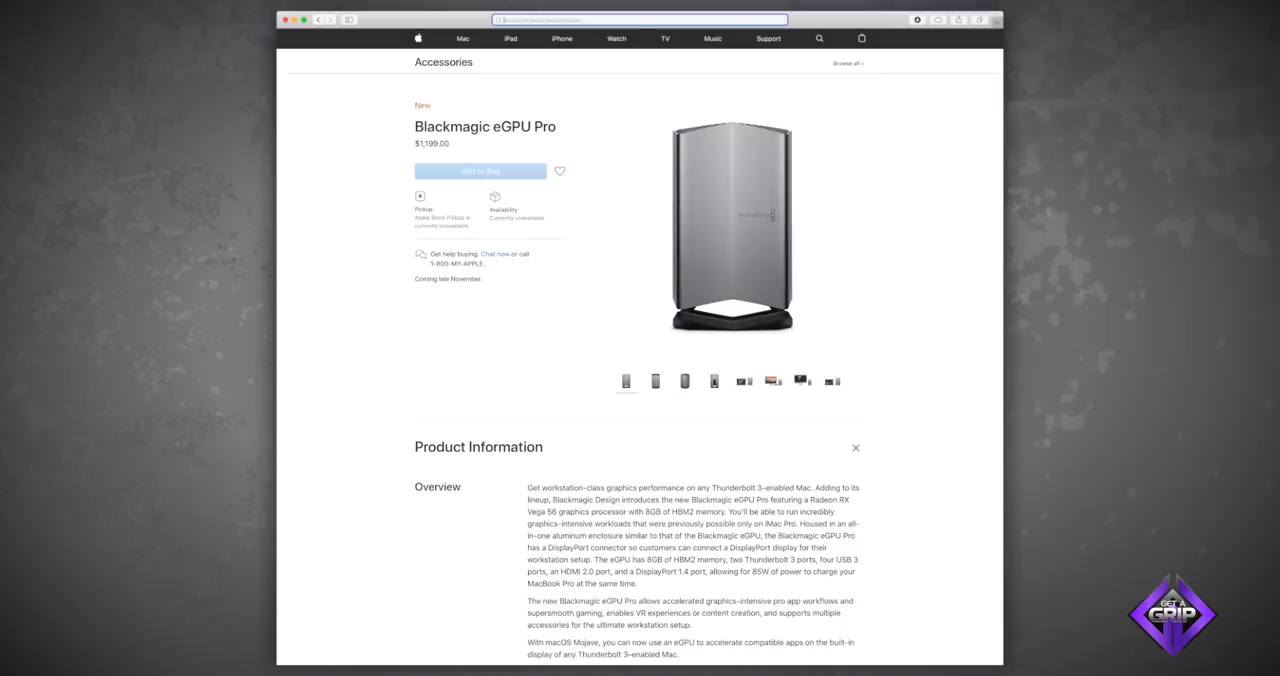 Mac iPad iPhone Watch TV Music Support
Accessories
Browse all
New
Blackmagic eGPU Pro
$1,199.00
Add to Bag
Pickup:
Apple Store Pickup is
currently unavailable
Availability:
Currently unavailable
Get help buying. Chat now or call
1-800-MY-APPLE.
Coming late November.
Product Information
Overview
Get workstation-class graphics performance on any Thunderbolt 3-enabled Mac. Adding to its
lineup, Blackmagic Design introduces the new Blackmagic eGPU Pro featuring a Radeon RX
Vega 56 graphics processor with 8GB of HBM2 memory. You'll be able to run incredibly
graphics-intensive workloads that were previously possible only on iMac Pro. Housed in an all-
in-one aluminum enclosure similar to that of the Blackmagic eGPU, the Blackmagic eGPU Pro
has a DisplayPort connector so customers can connect a DisplayPort display for their
workstation setup. The eGPU has 8GB of HBM2 memory, two Thunderbolt 3 ports, four USB 3
ports, an HDMI 2.0 port, and a DisplayPort 1.4 port, allowing for 85W of power to charge your
MacBook Pro at the same time.
The new Blackmagic eGPU Pro allows accelerated graphics-intensive pro app workflows and
supersmooth gaming, enables VR experiences or content creation, and supports multiple
accessories for the ultimate workstation setup.
With macOS Mojave, you can now use an eGPU to accelerate compatible apps on the built-in
display of any Thunderbolt 3-enabled Mac.
GET A
GRIP